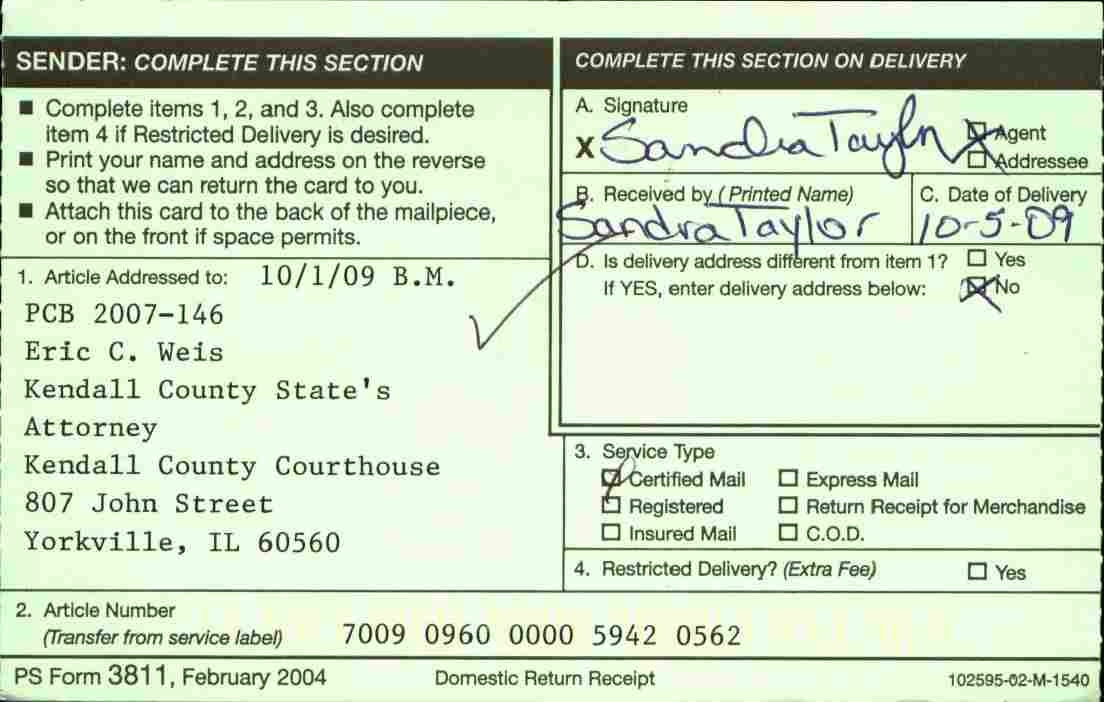 SENDER: COMPLETE THIS SECTION
■ Complete items 1, 2, and 3. Also complete
item 4 if Restricted Delivery is desired.
■ Print your name and address on the reverse
so that we can return the card to you.
■ Attach this card to the back of the mailpiece,
or on the front if space permits.
1. Article Addressed to: 10/1/09 B.M.
PCB 2007-146
Eric C. Weis
Kendall County State's
Attorney
Kendall County Courthouse
807 John Street
Yorkville, IL 60560
COMPLETE THIS SECTION ON DELIVERY
A. Signature
X Sandra Taylor
Agent
Addressee
B. Received by (Printed Name)
Sandra Taylor
C. Date of Delivery
10-5-09
D. Is delivery address different from item 1? Yes
If YES, enter delivery address below: No
3. Service Type
Certified Mail Express Mail
Registered Return Receipt for Merchandise
Insured Mail C.O.D.
4. Restricted Delivery? (Extra Fee) Yes
2. Article Number
(Transfer from service label) 7009 0960 0000 5942 0562
PS Form 3811, February 2004 Domestic Return Receipt 102595-02-M-1540